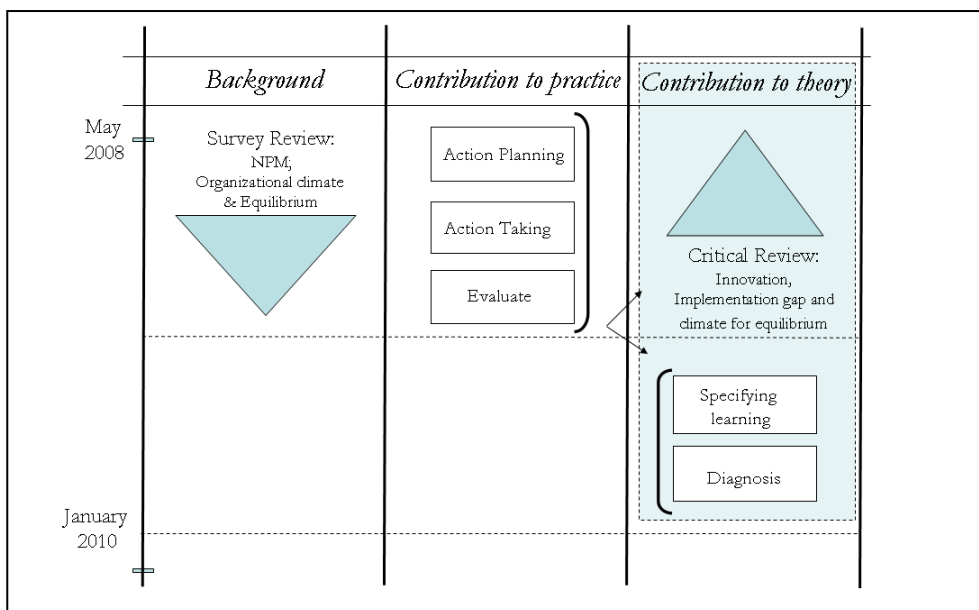 Background
Contribution to practice
Contribution to theory
May
2008
Survey Review:
NPM;
Organizational climate
& Equilibrium
Action Planning
Action Taking
Evaluate
Critical Review:
Innovation,
Implementation gap and
climate for equilibrium
Specifying
learning
Diagnosis
January
2010